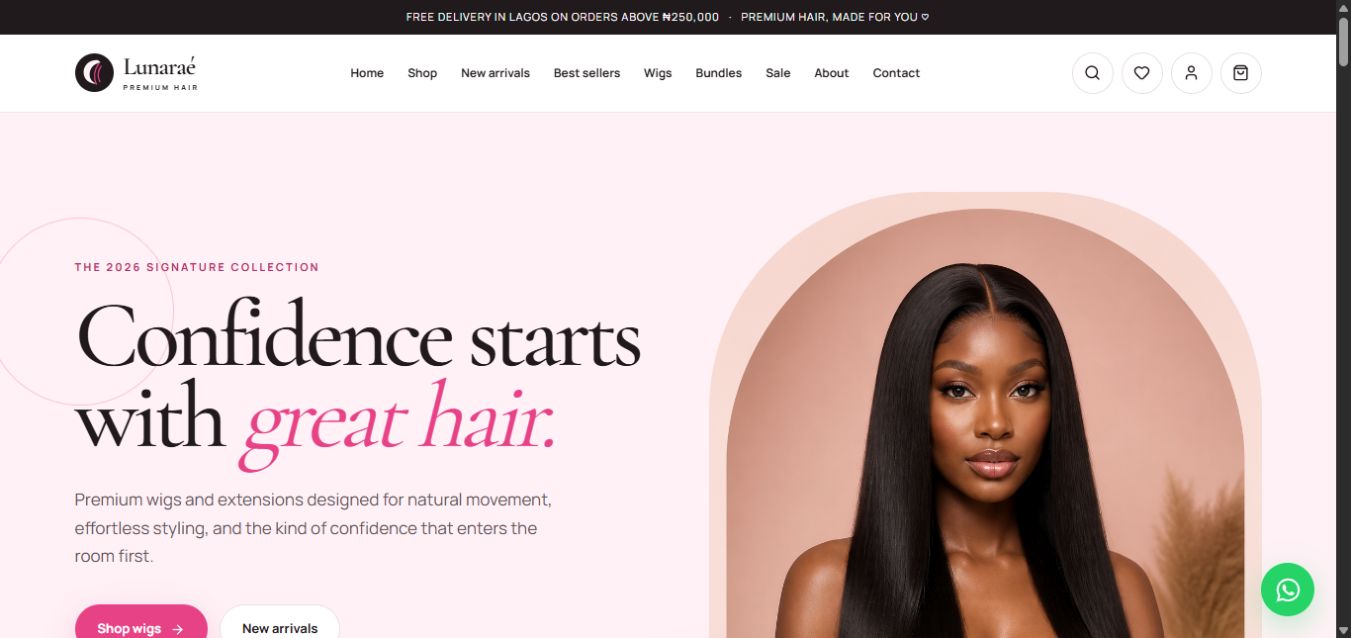 FREE DELIVERY IN LAGOS ON ORDERS ABOVE ₦250,000 · PREMIUM HAIR, MADE FOR YOU ♡
Lunaraé
PREMIUM HAIR
Home Shop New arrivals Best sellers Wigs Bundles Sale About Contact
THE 2026 SIGNATURE COLLECTION
Confidence starts
with great hair.
Premium wigs and extensions designed for natural movement,
effortless styling, and the kind of confidence that enters the
room first.
Shop wigs →
New arrivals